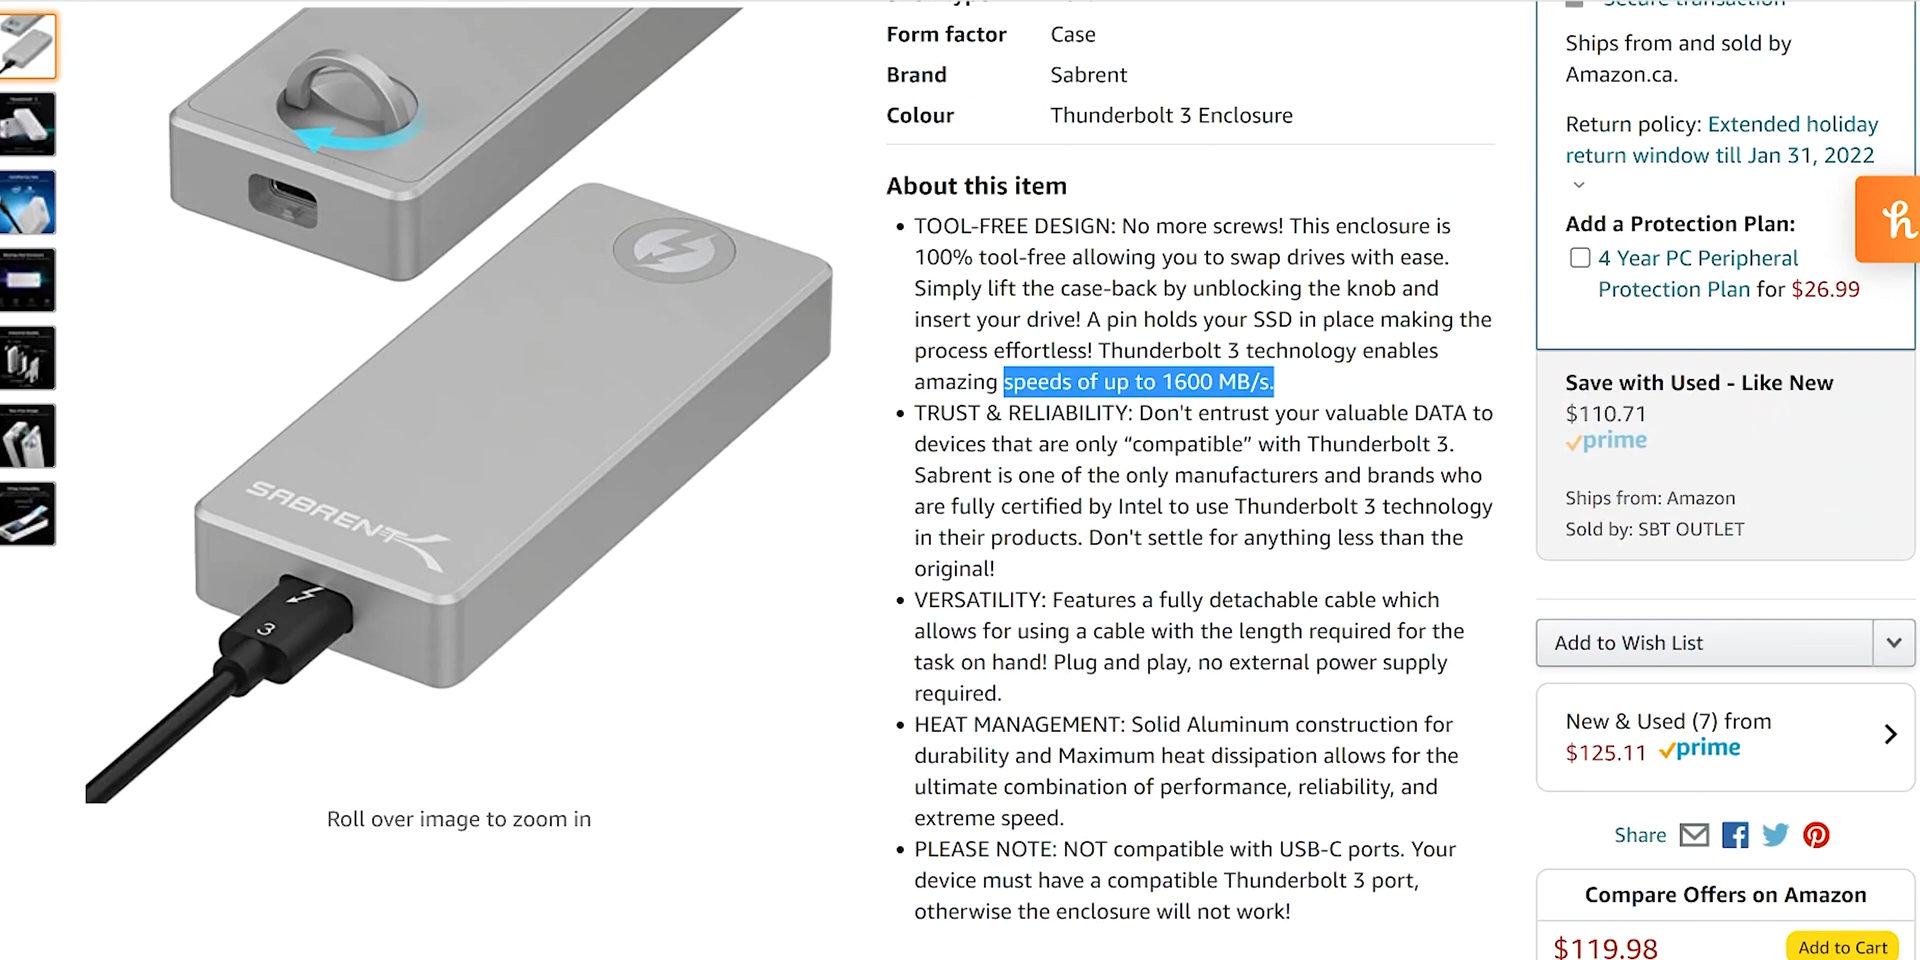 Form factor Case
Brand Sabrent
Colour Thunderbolt 3 Enclosure
About this item
• TOOL-FREE DESIGN: No more screws! This enclosure is
100% tool-free allowing you to swap drives with ease.
Simply lift the case-back by unblocking the knob and
insert your drive! A pin holds your SSD in place making the
process effortless! Thunderbolt 3 technology enables
amazing speeds of up to 1600 MB/s.
• TRUST & RELIABILITY: Don't entrust your valuable DATA to
devices that are only “compatible” with Thunderbolt 3.
Sabrent is one of the only manufacturers and brands who
are fully certified by Intel to use Thunderbolt 3 technology
in their products. Don't settle for anything less than the
original!
• VERSATILITY: Features a fully detachable cable which
allows for using a cable with the length required for the
task on hand! Plug and play, no external power supply
required.
• HEAT MANAGEMENT: Solid Aluminum construction for
durability and Maximum heat dissipation allows for the
ultimate combination of performance, reliability, and
extreme speed.
• PLEASE NOTE: NOT compatible with USB-C ports. Your
device must have a compatible Thunderbolt 3 port,
otherwise the enclosure will not work!
SABRENT
3
Roll over image to zoom in
Secure transaction
Ships from and sold by
Amazon.ca.
Return policy: Extended holiday
return window till Jan 31, 2022
Add a Protection Plan:
4 Year PC Peripheral
Protection Plan for $26.99
h
Save with Used - Like New
$110.71
prime
Ships from: Amazon
Sold by: SBT OUTLET
Add to Wish List
New & Used (7) from
$125.11 prime
Share
Compare Offers on Amazon
$119.98 Add to Cart